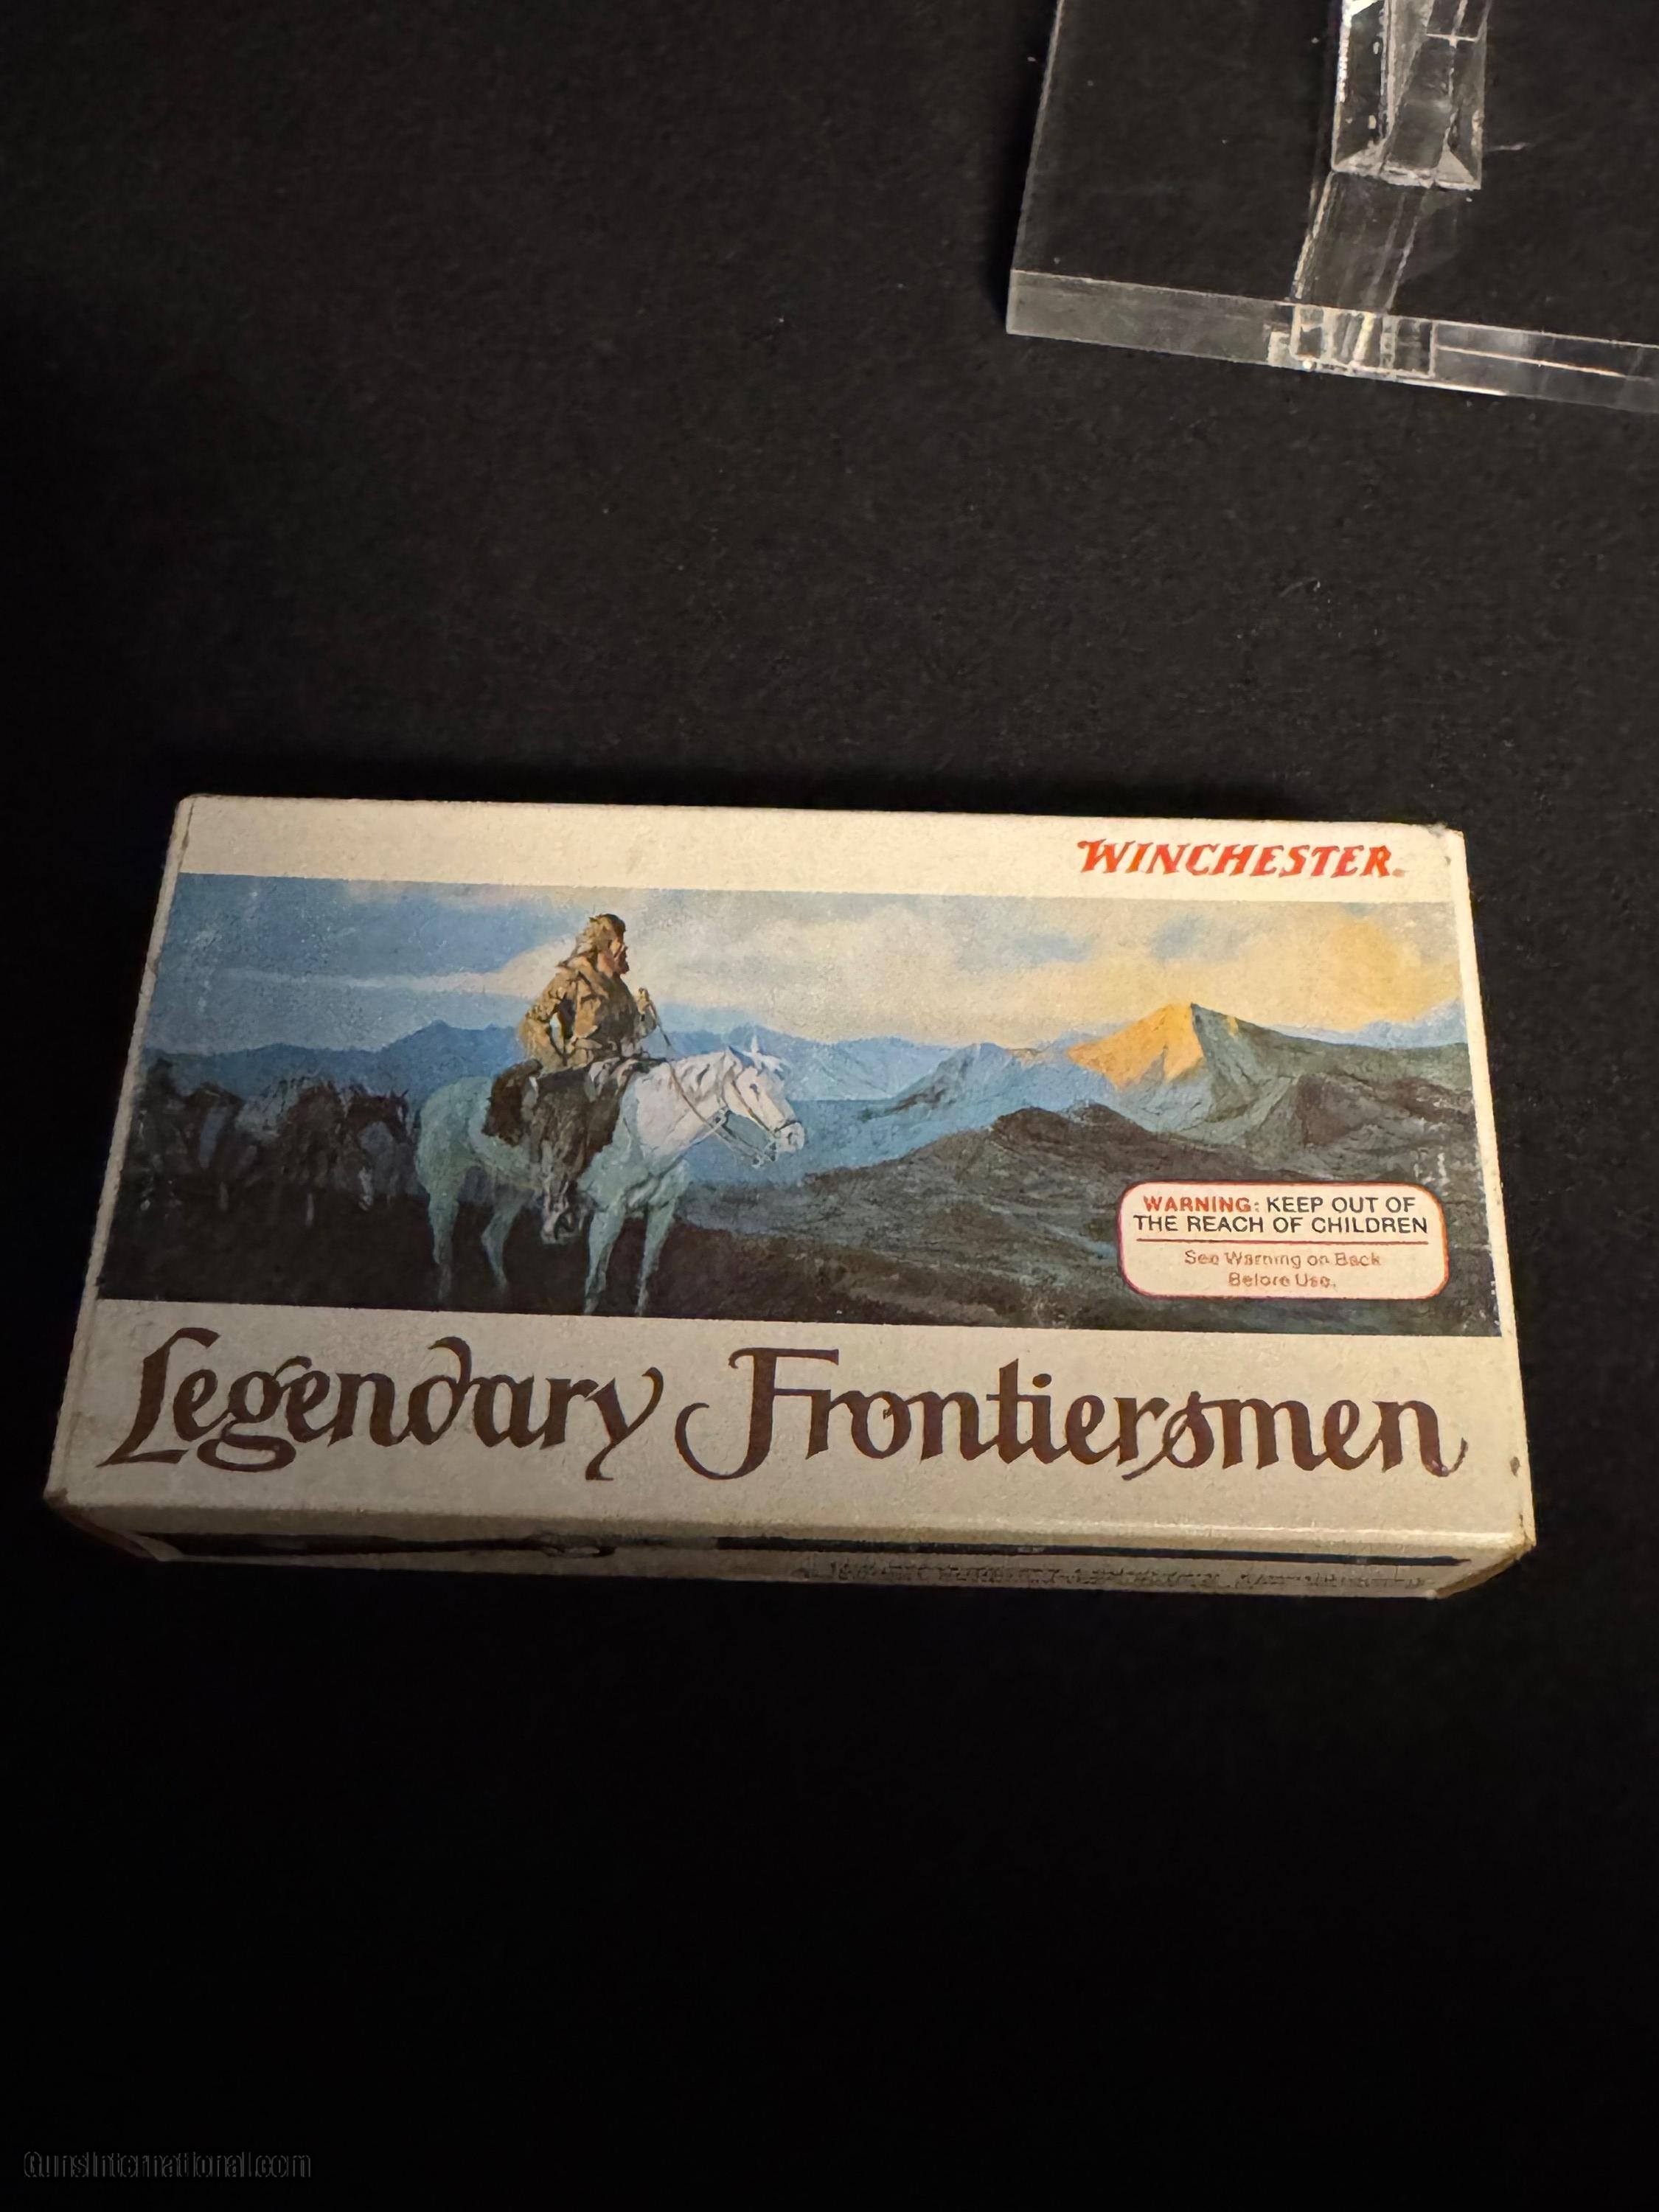 WINCHESTER®
WARNING: KEEP OUT OF
THE REACH OF CHILDREN
See Warning on Back
Before Use.
Legendary Frontiersmen
GunsInternational.com